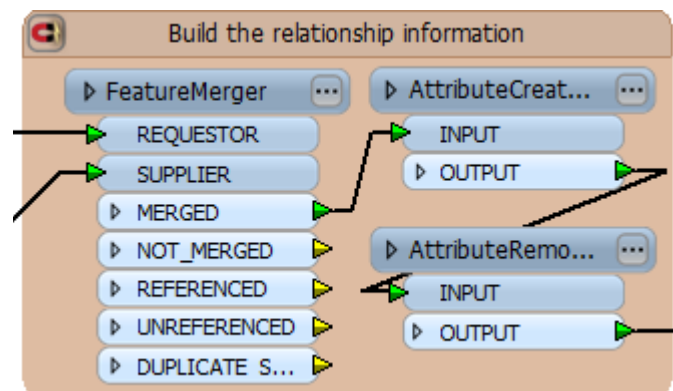 Build the relationship information
FeatureMerger
REQUESTOR
SUPPLIER
MERGED
NOT_MERGED
REFERENCED
UNREFERENCED
DUPLICATE S...
AttributeCreat...
INPUT
OUTPUT
AttributeRemo...
INPUT
OUTPUT